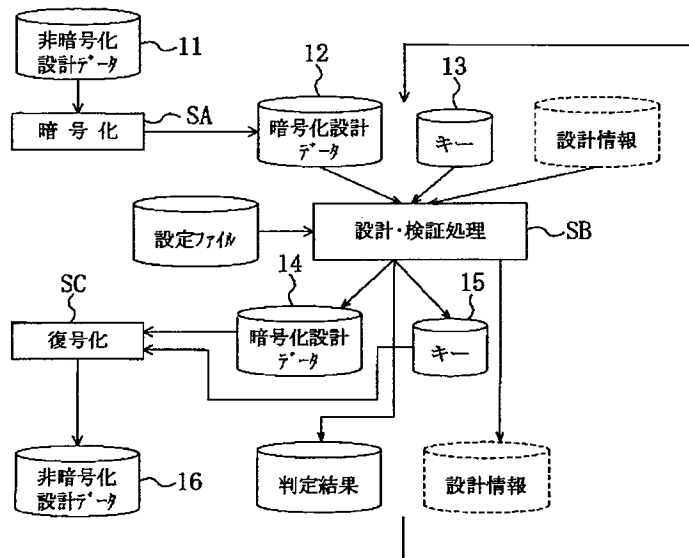 非暗号化
設計データ
11
暗号化
SA
12
暗号化設計
データ
13
キー
設計情報
設定ファイル
設計・検証処理
SB
SC
復号化
14
暗号化設計
データ
15
キー
非暗号化
設計データ
16
判定結果
設計情報